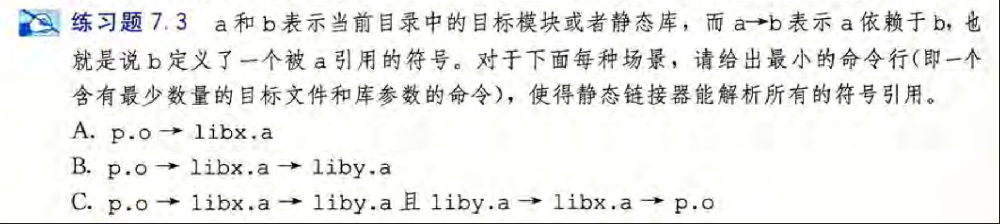 练习题 7.3 a 和 b 表示当前目录中的目标模块或者静态库，而 a→b 表示 a 依赖于 b，也
就是说 b 定义了一个被 a 引用的符号。对于下面每种场景，请给出最小的命令行(即一个
含有最少数量的目标文件和库参数的命令)，使得静态链接器能解析所有的符号引用。
A. p.o → libx.a
B. p.o → libx.a → liby.a
C. p.o → libx.a → liby.a 且 liby.a → libx.a → p.o